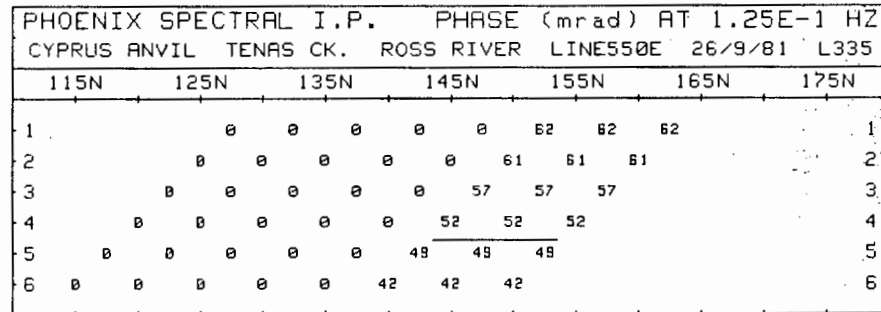 PHOENIX SPECTRAL I.P. PHASE (mrad) AT 1.25E-1 HZ
CYPRUS ANVIL TENAS CK. ROSS RIVER LINE550E 26/9/81 L335
115N 125N 135N 145N 155N 165N 175N
1 0 0 0 0 0 62 62 62 1
2 0 0 0 0 0 61 61 61 2
3 0 0 0 0 0 57 57 57 3
4 0 0 0 0 0 52 52 52 4
5 0 0 0 0 0 49 49 49 5
6 0 0 0 0 0 42 42 42 6